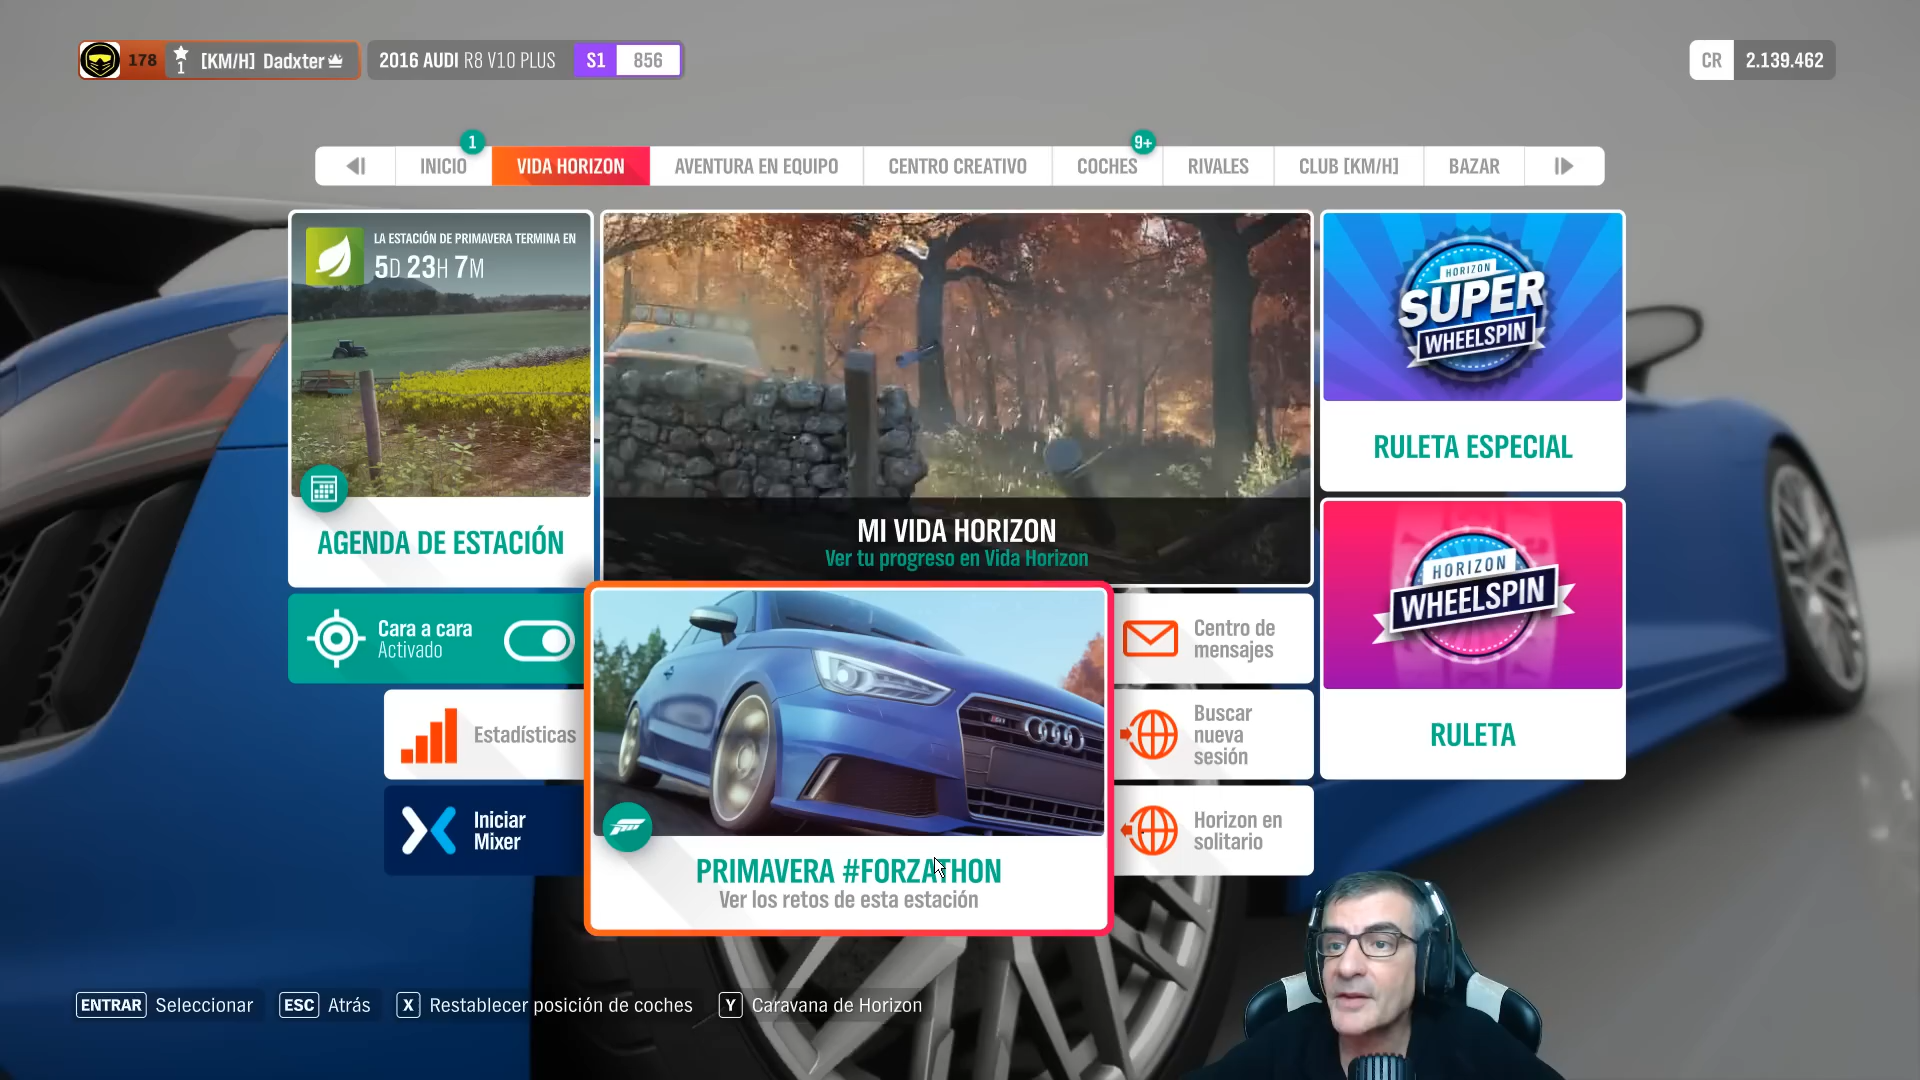 178
1
[KM/H] Dadxter
2016 AUDI R8 V10 PLUS
S1
856
CR
2.139.462
1
9+
INICIO
VIDA HORIZON
AVENTURA EN EQUIPO
CENTRO CREATIVO
COCHES
RIVALES
CLUB [KM/H]
BAZAR
LA ESTACIÓN DE PRIMAVERA TERMINA EN
5D 23H 7M
AGENDA DE ESTACIÓN
MI VIDA HORIZON
Ver tu progreso en Vida Horizon
HORIZON
SUPER
WHEELSPIN
RULETA ESPECIAL
HORIZON
WHEELSPIN
RULETA
Cara a cara
Activado
Estadísticas
Iniciar
Mixer
PRIMAVERA #FORZATHON
Ver los retos de esta estación
Centro de
mensajes
Buscar
nueva
sesión
Horizon en
solitario
ENTRAR Seleccionar
ESC Atrás
X Restablecer posición de coches
Y Caravana de Horizon